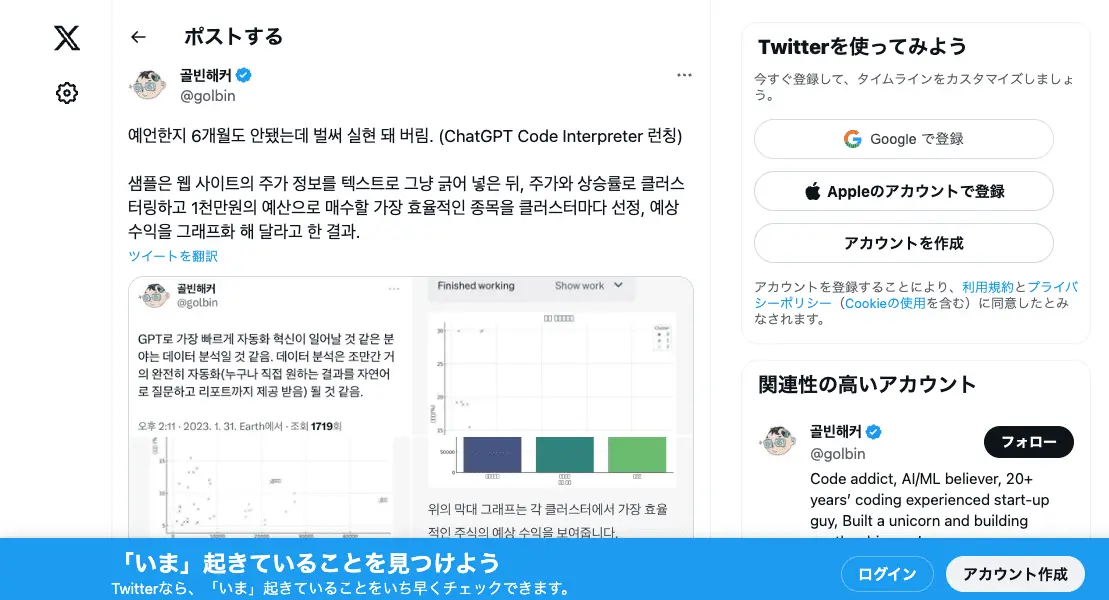 ポストする
골빈해커
@golbin
예언한지 6개월도 안됐는데 벌써 실현 돼 버림. (ChatGPT Code Interpreter 런칭)
샘플은 웹 사이트의 주가 정보를 텍스트로 그냥 긁어 넣은 뒤, 주가와 상승률로 클러스
터링하고 1천만원의 예산으로 매수할 가장 효율적인 종목을 클러스터마다 선정, 예상
수익을 그래프화 해 달라고 한 결과.
ツイートを翻訳
골빈해커
@golbin
GPT로 가장 빠르게 자동화 혁신이 일어날 것 같은 분
야는 데이터 분석일 것 같음. 데이터 분석은 조만간 거
의 완전히 자동화(누구나 직접 원하는 결과를 자연어
로 질문하고 리포트까지 제공 받음) 될 것 같음.
오후 2:11 · 2023. 1. 31. Earth에서 · 조회 1719회
Finished working
Show work
위의 막대 그래프는 각 클러스터에서 가장 효율
적인 주식의 예상 수익을 보여줍니다.
Twitterを使ってみよう
今すぐ登録して、タイムラインをカスタマイズしましょ
う。
Google で登録
Appleのアカウントで登録
アカウントを作成
アカウントを登録することにより、利用規約とプライバ
シーポリシー（Cookieの使用を含む）に同意したとみ
なされます。
関連性の高いアカウント
골빈해커
@golbin
フォロー
Code addict, AI/ML believer, 20+
years’ coding experienced start-up
guy, Built a unicorn and building
「いま」起きていることを見つけよう
Twitterなら、「いま」起きていることをいち早くチェックできます。
ログイン
アカウント作成